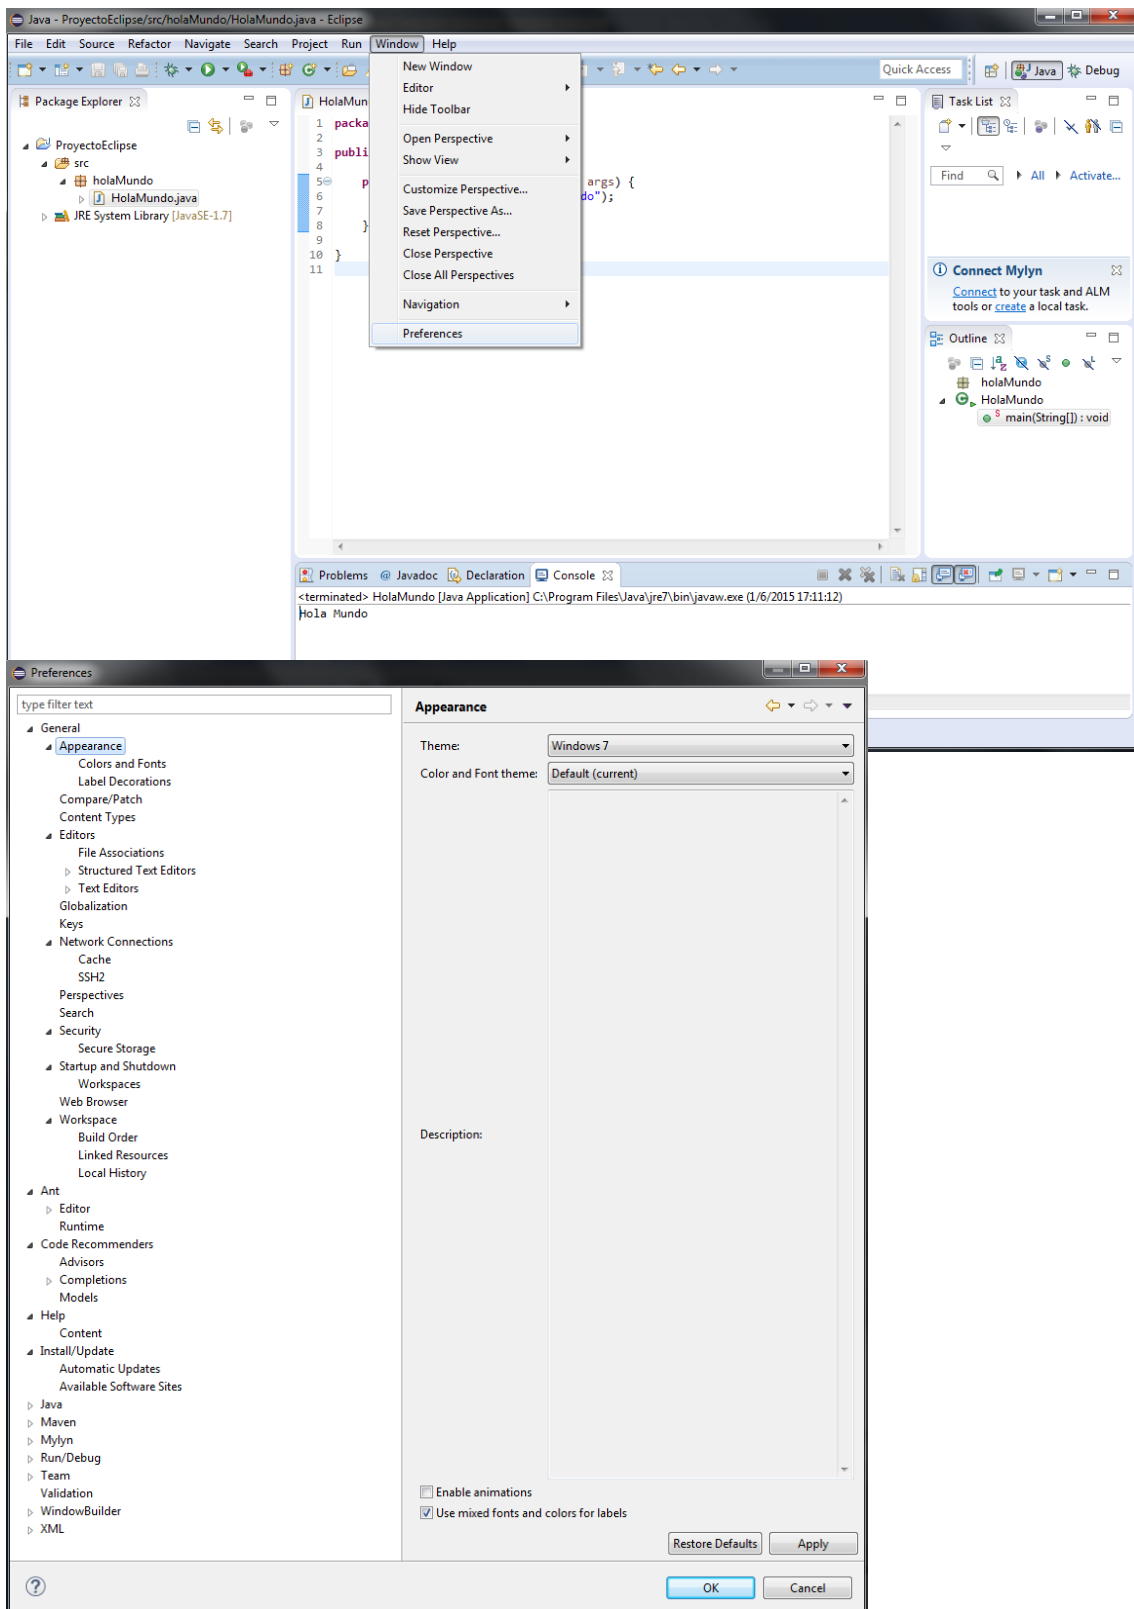 Java - ProyectoEclipse/src/holaMundo/HolaMundo.java - Eclipse
File Edit Source Refactor Navigate Search Project Run Window Help
Quick Access Java Debug
New Window
Editor
Hide Toolbar
Open Perspective
Show View
Customize Perspective...
Save Perspective As...
Reset Perspective...
Close Perspective
Close All Perspectives
Navigation
Preferences
Package Explorer
ProyectoEclipse
src
holaMundo
HolaMundo.java
JRE System Library [JavaSE-1.7]
HolaMun
1 packa
2
3 publi
4
5 p args) {
6 do");
7
8 }
9
10 }
11
Task List
Find All Activate...
Connect Mylyn
Connect to your task and ALM
tools or create a local task.
Outline
holaMundo
HolaMundo
main(String[]) : void
Problems @ Javadoc Declaration Console
<terminated> HolaMundo [Java Application] C:\Program Files\Java\jre7\bin\javaw.exe (1/6/2015 17:11:12)
Hola Mundo
Preferences
type filter text
General
Appearance
Colors and Fonts
Label Decorations
Compare/Patch
Content Types
Editors
File Associations
Structured Text Editors
Text Editors
Globalization
Keys
Network Connections
Cache
SSH2
Perspectives
Search
Security
Secure Storage
Startup and Shutdown
Workspaces
Web Browser
Workspace
Build Order
Linked Resources
Local History
Ant
Editor
Runtime
Code Recommenders
Advisors
Completions
Models
Help
Content
Install/Update
Automatic Updates
Available Software Sites
Java
Maven
Mylyn
Run/Debug
Team
Validation
WindowBuilder
XML
Appearance
Theme: Windows 7
Color and Font theme: Default (current)
Description:
Enable animations
Use mixed fonts and colors for labels
Restore Defaults Apply
OK Cancel